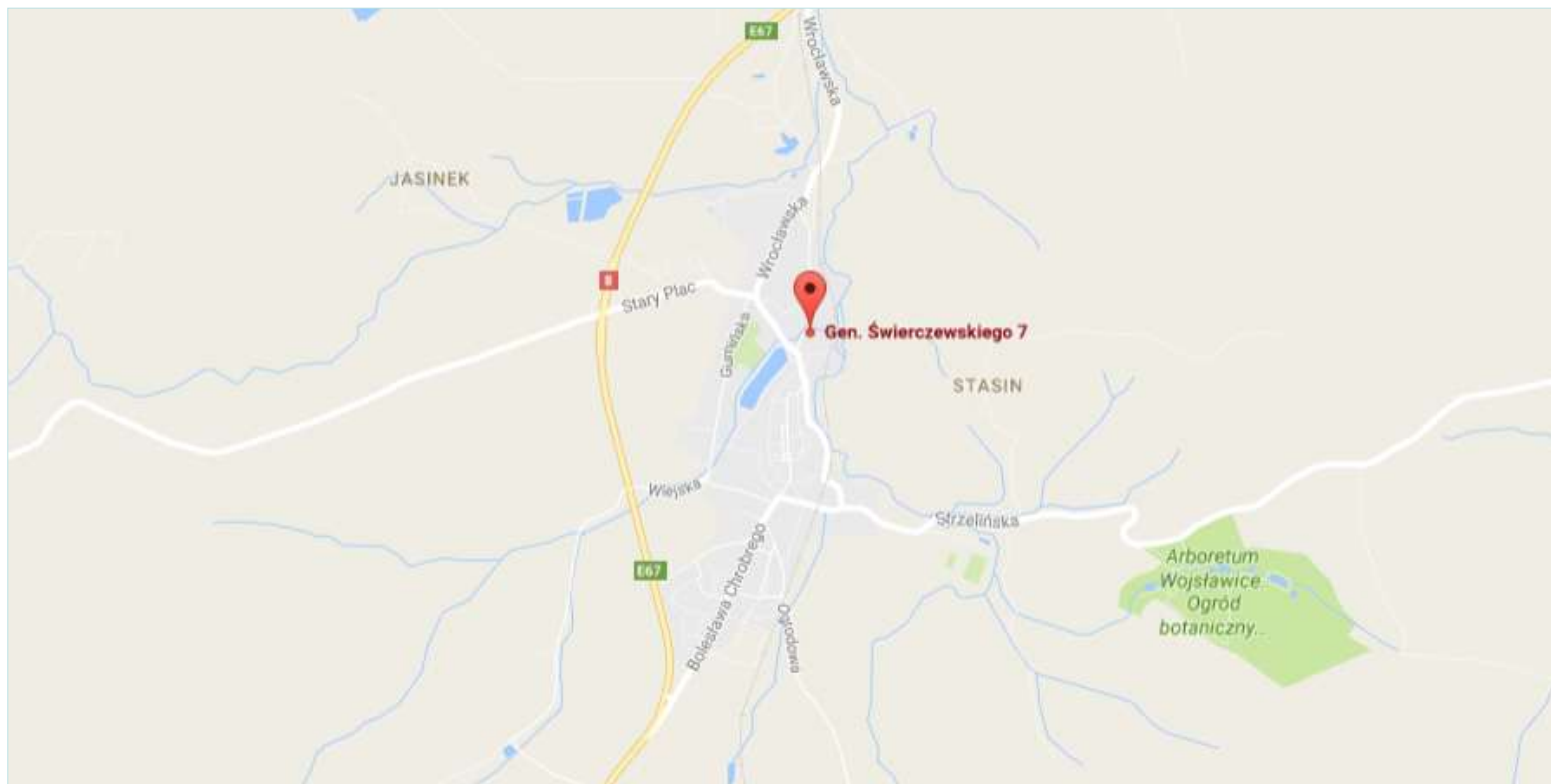 E67
Wrocławska
JASINEK
Wrocławska
8
Stary Plac
Gumińska
Gen. Świerczewskiego 7
STASIN
Wiejska
Strzelińska
Bolesława Chrobrego
E67
Arboretum
Wojsławice.
Ogród
botaniczny...
Ogrodowa